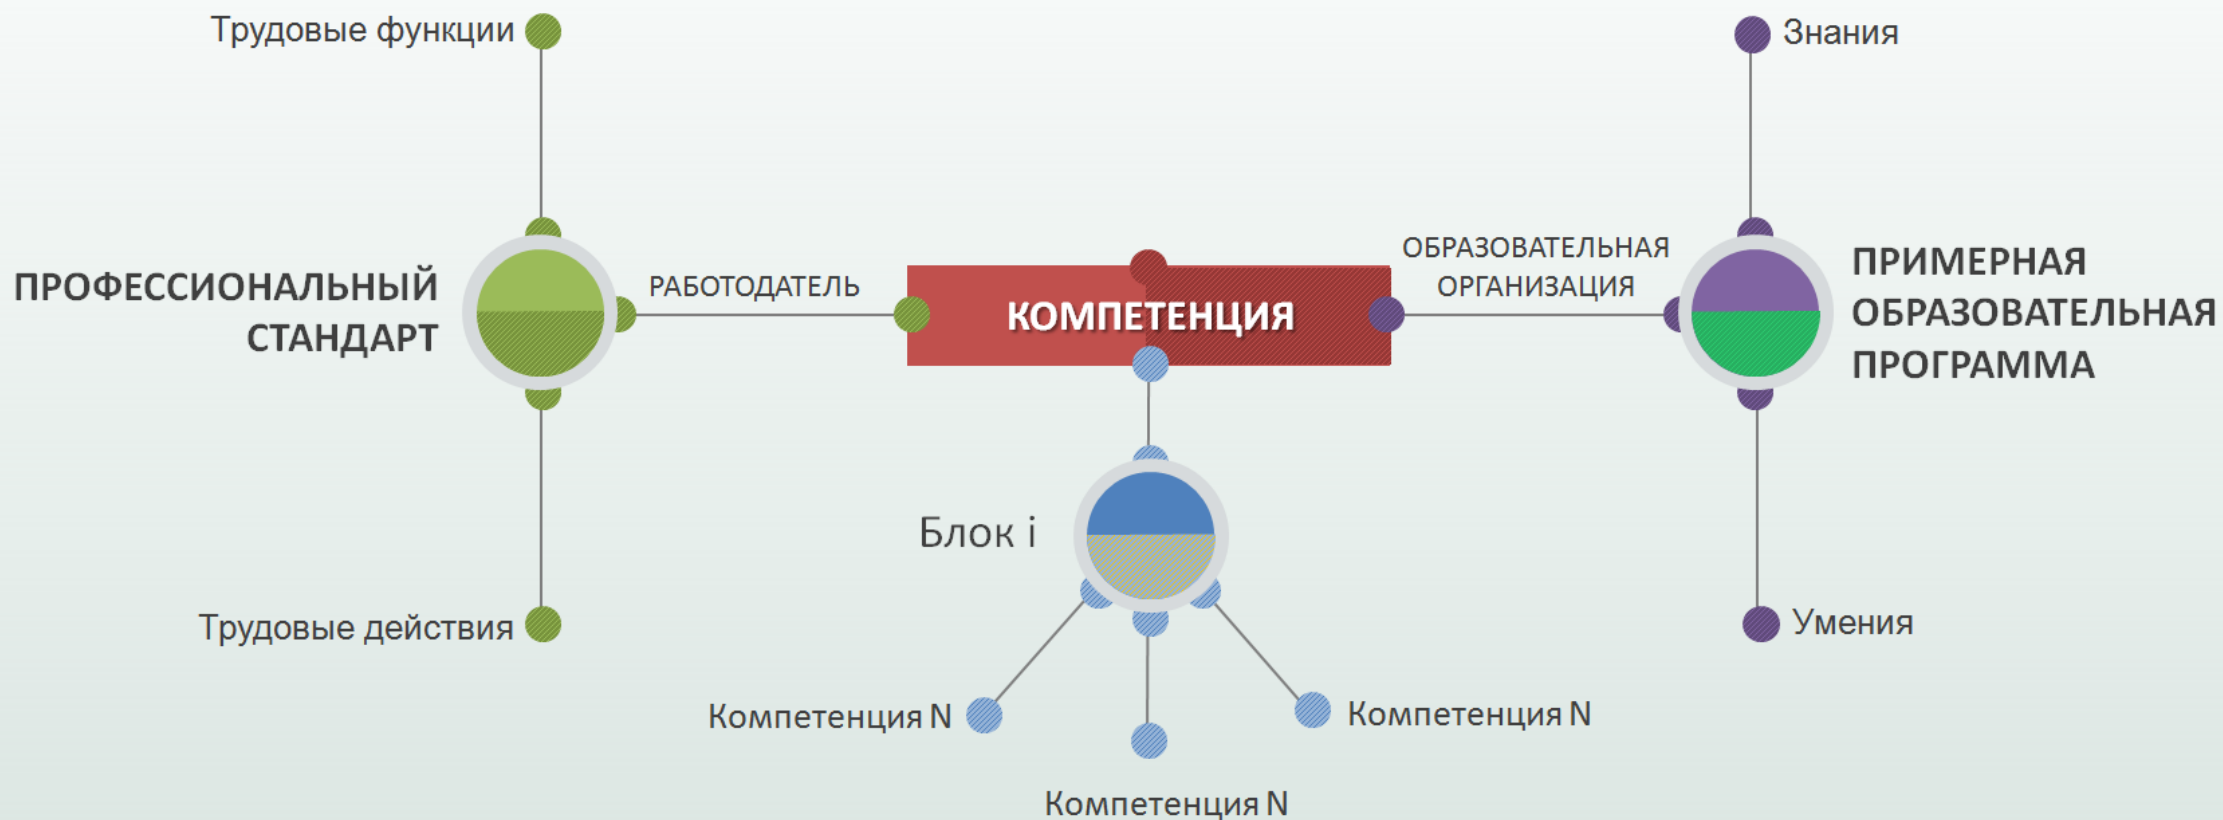 Трудовые функции
Знания
ПРОФЕССИОНАЛЬНЫЙ
СТАНДАРТ
РАБОТОДАТЕЛЬ
КОМПЕТЕНЦИЯ
ОБРАЗОВАТЕЛЬНАЯ
ОРГАНИЗАЦИЯ
ПРИМЕРНАЯ
ОБРАЗОВАТЕЛЬНАЯ
ПРОГРАММА
Блок i
Трудовые действия
Умения
Компетенция N
Компетенция N
Компетенция N